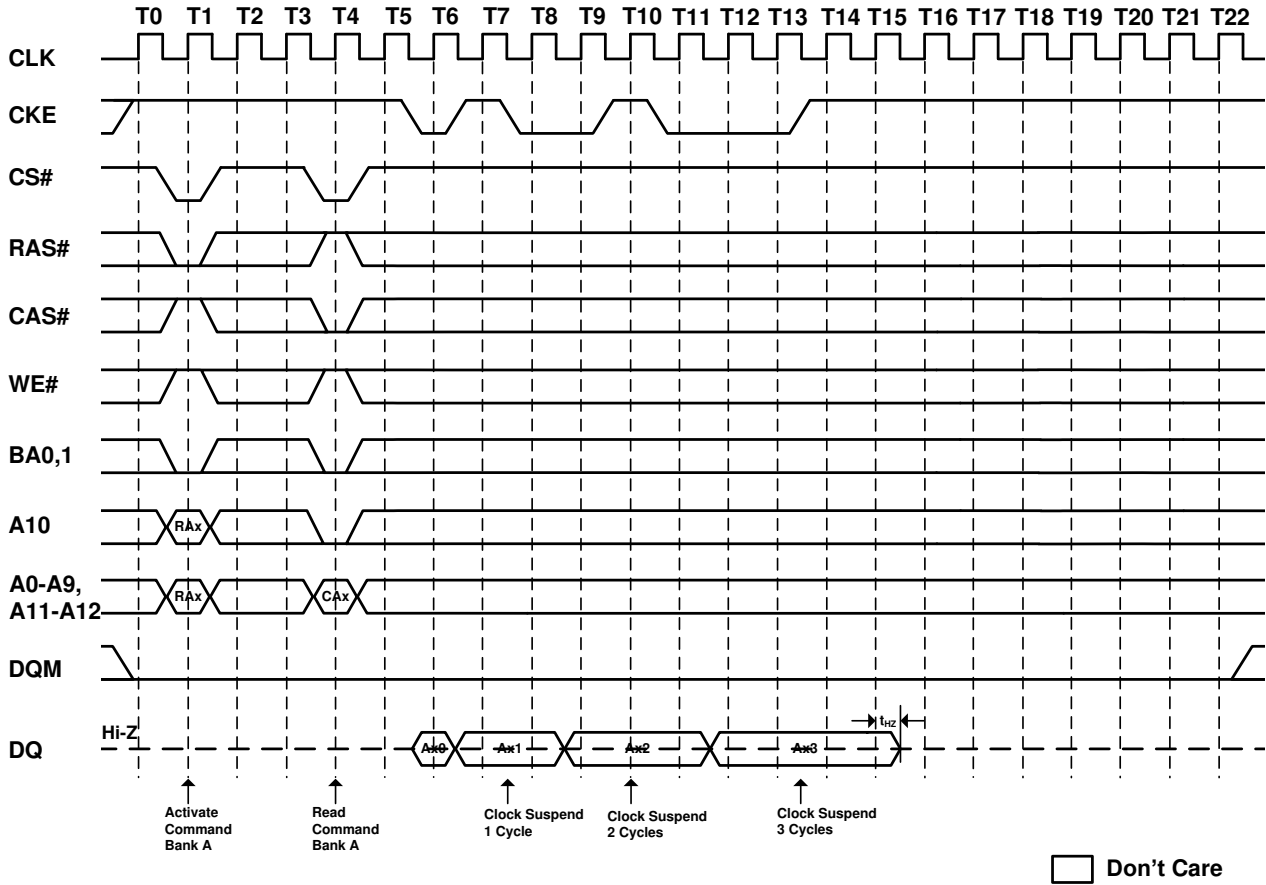 T0 T1 T2 T3 T4 T5 T6 T7 T8 T9 T10 T11 T12 T13 T14 T15 T16 T17 T18 T19 T20 T21 T22
CLK
CKE
CS#
RAS#
CAS#
WE#
BA0,1
A10
RAx
A0-A9,
A11-A12
RAx CAx
DQM
tHZ
Hi-Z
DQ
Ax0 Ax1 Ax2 Ax3
Activate
Command
Bank A
Read
Command
Bank A
Clock Suspend
1 Cycle
Clock Suspend
2 Cycles
Clock Suspend
3 Cycles
Don't Care